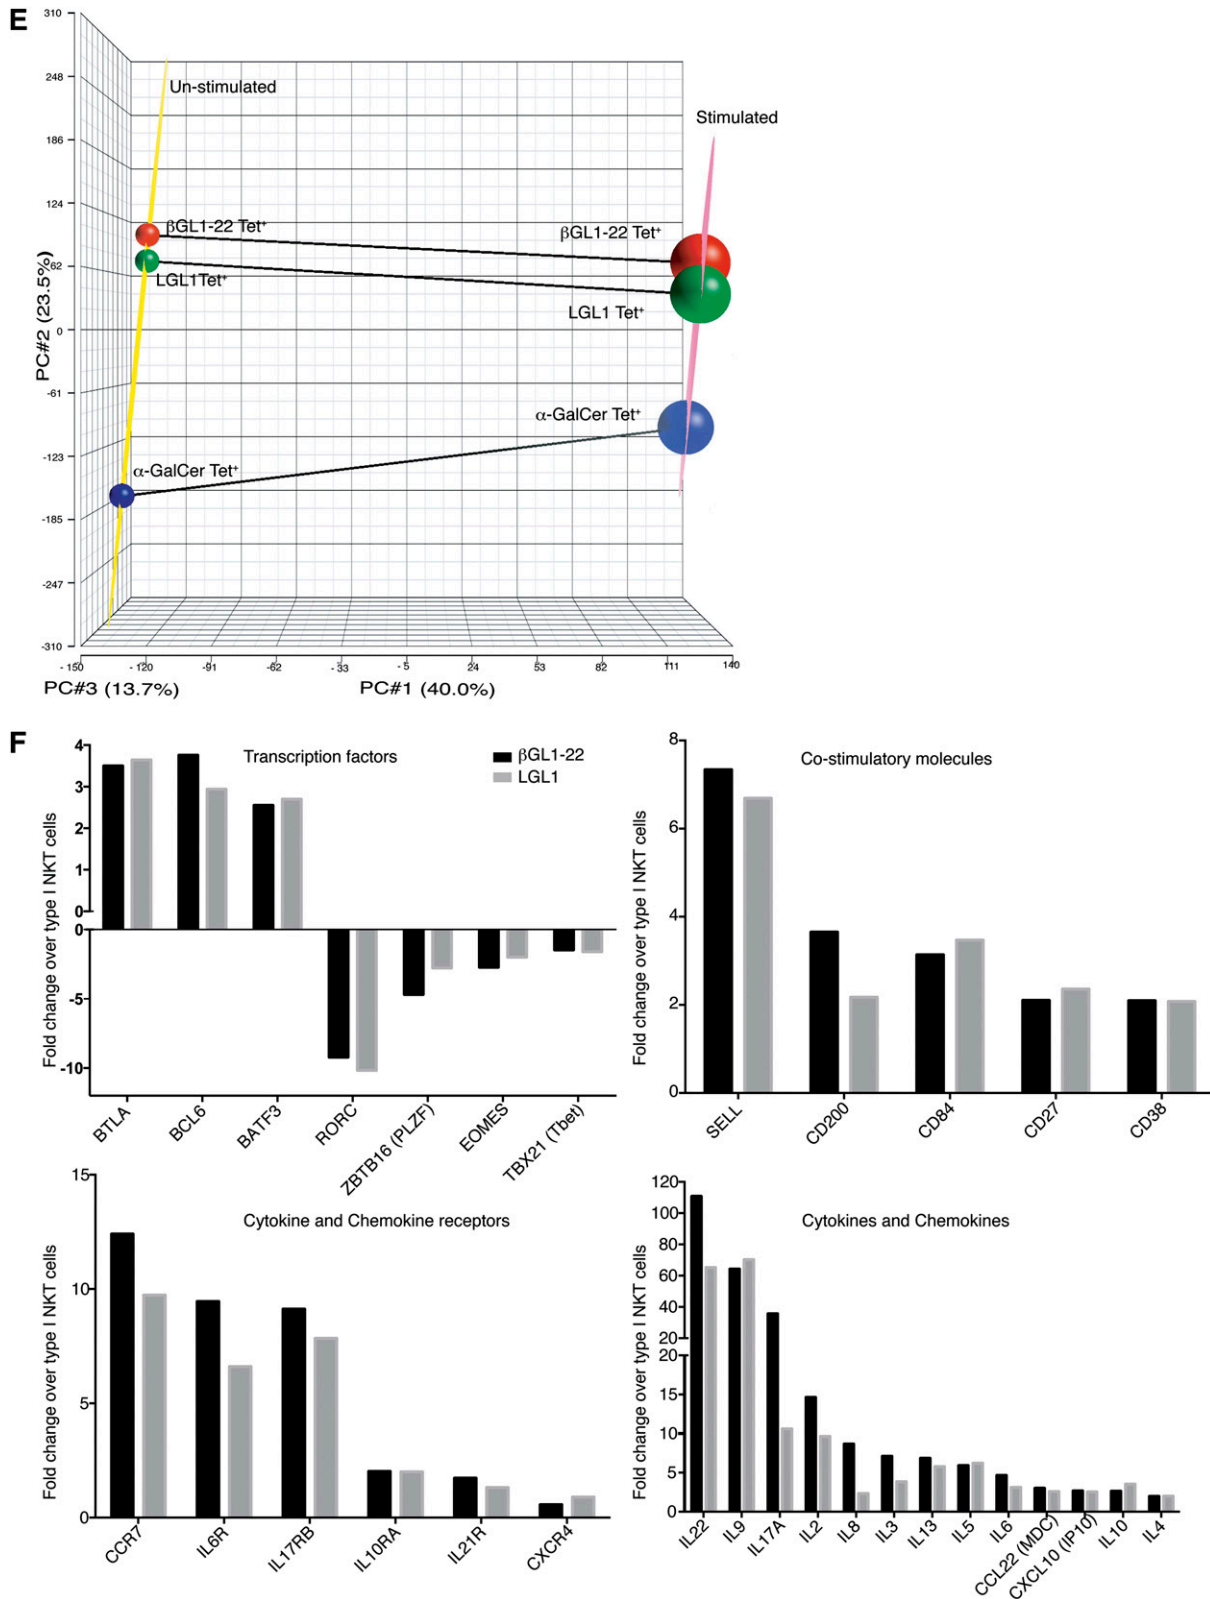 E
310
248
186
124
62
0
-61
-123
-185
-247
-310
PC#2 (23.5%)
Un-stimulated
Stimulated
βGL1-22 Tet+
LGL1Tet+
α-GalCer Tet+
βGL1-22 Tet+
LGL1 Tet+
α-GalCer Tet+
-150
-120
-91
-62
-33
-5
24
53
82
111
140
PC#3 (13.7%)
PC#1 (40.0%)
F
Transcription factors
βGL1-22
LGL1
Fold change over type I NKT cells
4
3
2
1
0
0
-5
-10
BTLA
BCL6
BATF3
RORC
ZBTB16 (PLZF)
EOMES
TBX21 (Tbet)
Co-stimulatory molecules
Fold change over type I NKT cells
8
6
4
2
0
SELL
CD200
CD84
CD27
CD38
Cytokine and Chemokine receptors
Fold change over type I NKT cells
15
10
5
0
CCR7
IL6R
IL17RB
IL10RA
IL21R
CXCR4
Cytokines and Chemokines
Fold change over type I NKT cells
120
100
80
60
40
20
20
15
10
5
0
IL22
IL9
IL17A
IL2
IL8
IL3
IL13
IL5
IL6
CCL22 (MDC)
CXCL10 (IP10)
IL10
IL4